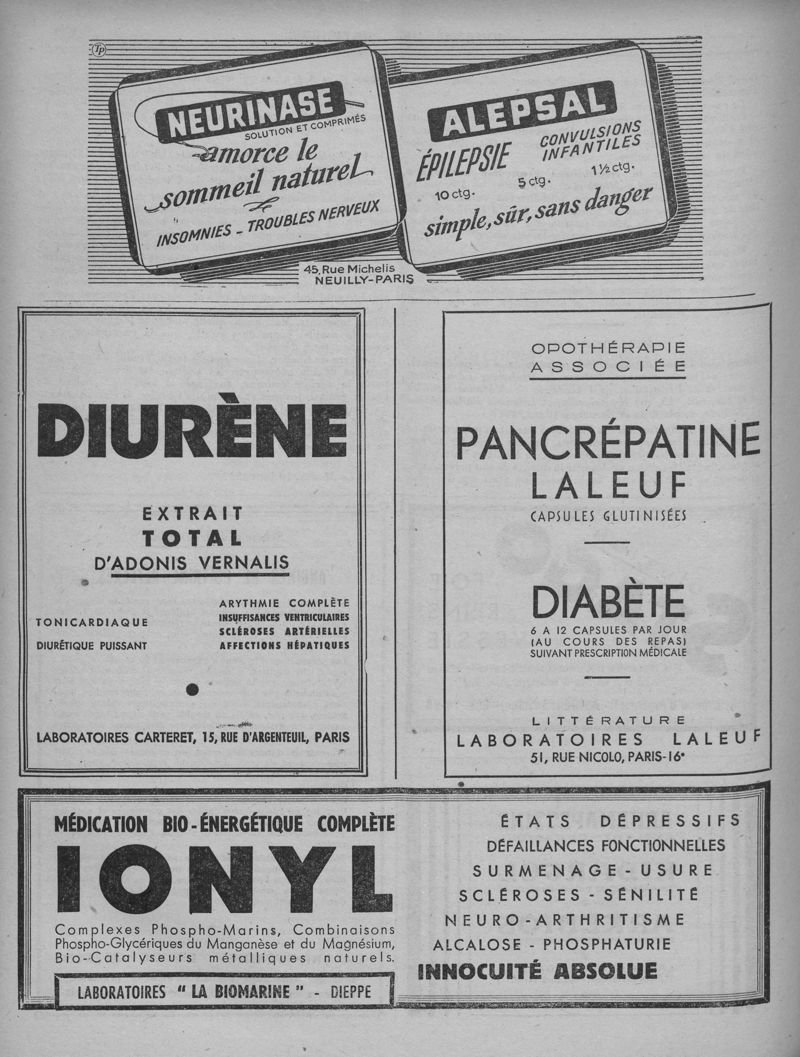 Tp
NEURINASE
SOLUTION ET COMPRIMÉS
amorce le
sommeil naturel
INSOMNIES - TROUBLES NERVEUX
ALEPSAL
ÉPILEPSIE
CONVULSIONS
INFANTILES
10 ctg. 5 ctg. 1 ½ ctg.
simple, sûr, sans danger
45, Rue Michelis
NEUILLY-PARIS
DIURÈNE
EXTRAIT
TOTAL
D'ADONIS VERNALIS
TONICARDIAQUE
DIURÉTIQUE PUISSANT
ARYTHMIE COMPLÈTE
INSUFFISANCES VENTRICULAIRES
SCLÉROSES ARTÉRIELLES
AFFECTIONS HÉPATIQUES
LABORATOIRES CARTERET, 15, RUE D'ARGENTEUIL, PARIS
OPOTHÉRAPIE
ASSOCIÉE
PANCRÉPATINE
LALEUF
CAPSULES GLUTINISÉES
DIABÈTE
6 A 12 CAPSULES PAR JOUR
(AU COURS DES REPAS)
SUIVANT PRESCRIPTION MÉDICALE
LITTÉRATURE
LABORATOIRES LALEUF
51, RUE NICOLO, PARIS-16e
MÉDICATION BIO-ÉNERGÉTIQUE COMPLÈTE
IONYL
Complexes Phospho-Marins, Combinaisons
Phospho-Glycériques du Manganèse et du Magnésium,
Bio-Catalyseurs métalliques naturels.
LABORATOIRES "LA BIOMARINE" - DIEPPE
ÉTATS DÉPRESSIFS
DÉFAILLANCES FONCTIONNELLES
SURMENAGE - USURE
SCLÉROSES - SÉNILITÉ
NEURO-ARTHRITISME
ALCALOSE - PHOSPHATURIE
INNOCUITÉ ABSOLUE